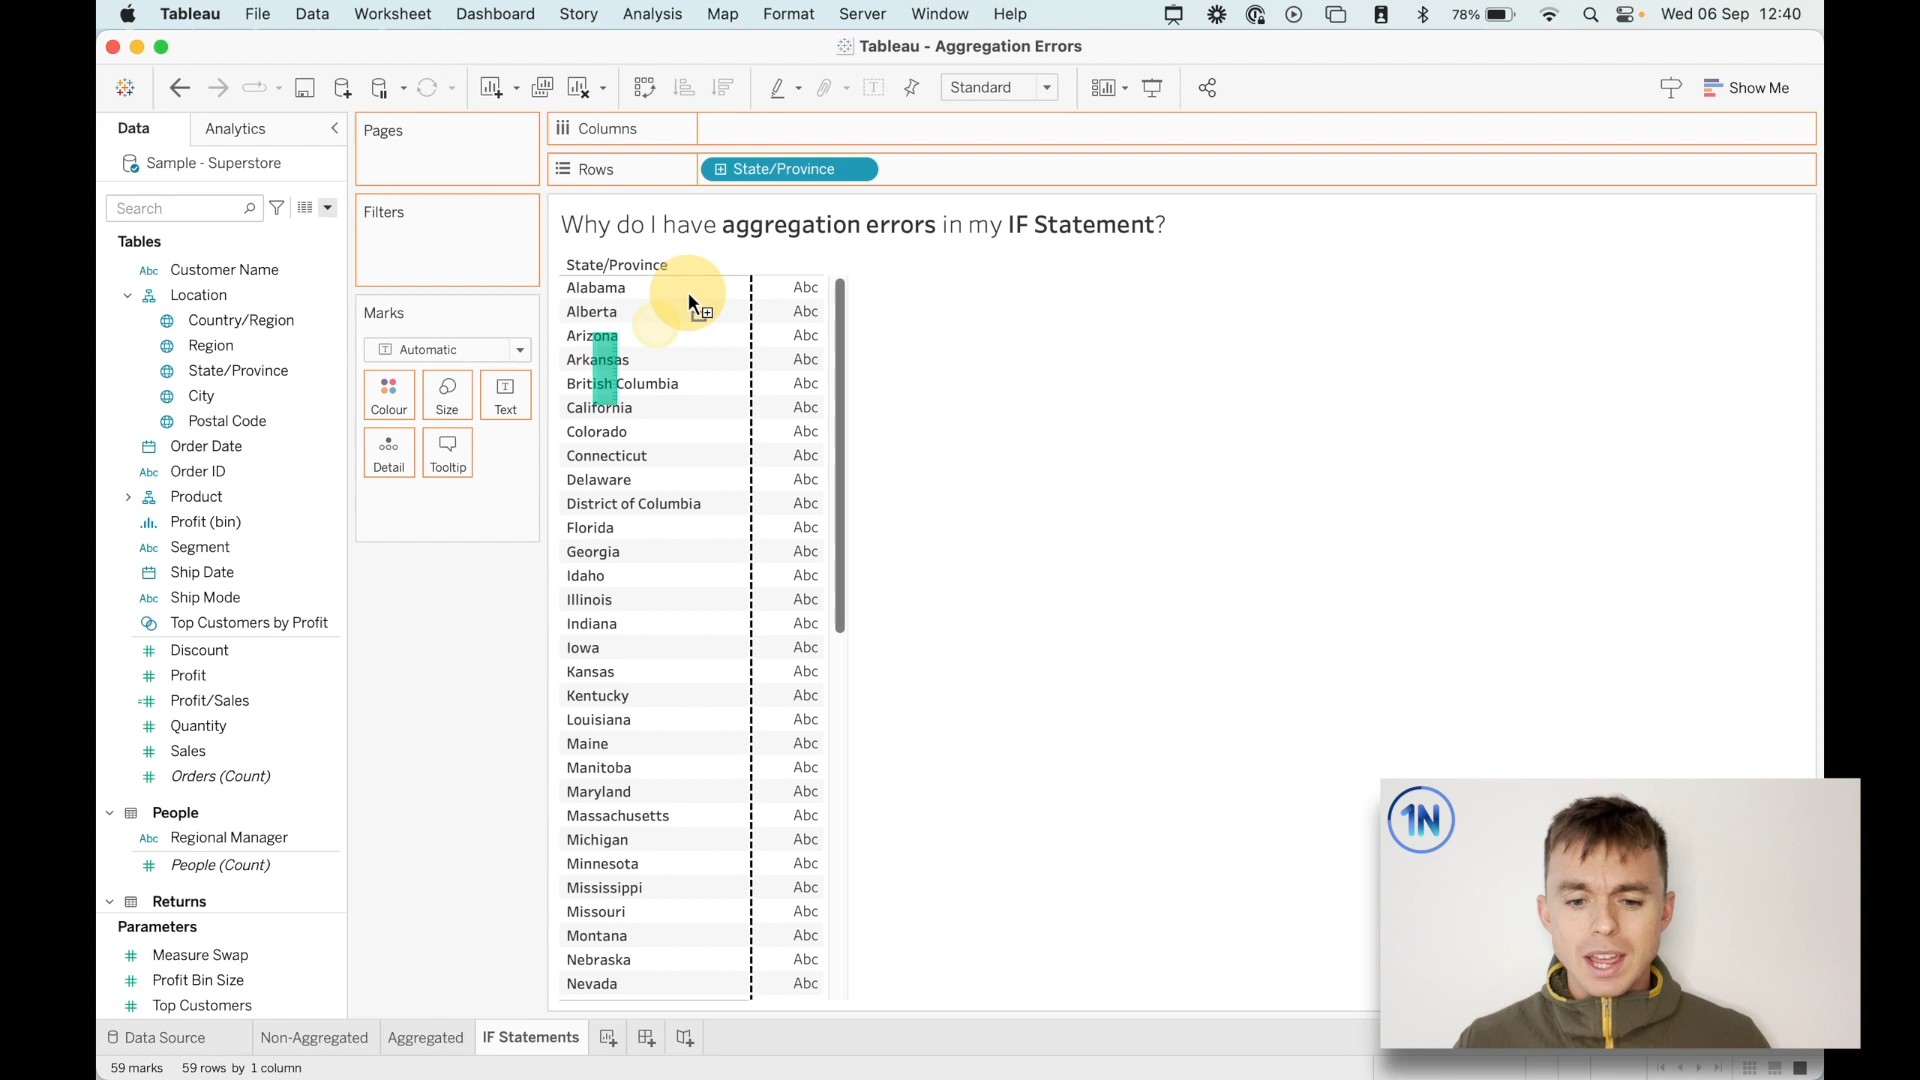 Tableau File Data Worksheet Dashboard Story Analysis Map Format Server Window Help 78% Wed 06 Sep 12:40
Tableau - Aggregation Errors
Standard Show Me
Data Analytics
Sample - Superstore
Search
Tables
Abc Customer Name
Location
Country/Region
Region
State/Province
City
Postal Code
Order Date
Abc Order ID
Product
Profit (bin)
Abc Segment
Ship Date
Abc Ship Mode
Top Customers by Profit
Discount
Profit
Profit/Sales
Quantity
Sales
Orders (Count)
People
Abc Regional Manager
People (Count)
Returns
Parameters
Measure Swap
Profit Bin Size
Top Customers
Pages
Filters
Marks
Automatic
Colour Size Text
Detail Tooltip
Columns
Rows State/Province
Why do I have aggregation errors in my IF Statement?
State/Province
Alabama Abc
Alberta Abc
Arizona Abc
Arkansas Abc
British Columbia Abc
California Abc
Colorado Abc
Connecticut Abc
Delaware Abc
District of Columbia Abc
Florida Abc
Georgia Abc
Idaho Abc
Illinois Abc
Indiana Abc
Iowa Abc
Kansas Abc
Kentucky Abc
Louisiana Abc
Maine Abc
Manitoba Abc
Maryland Abc
Massachusetts Abc
Michigan Abc
Minnesota Abc
Mississippi Abc
Missouri Abc
Montana Abc
Nebraska Abc
Nevada Abc
1N
Data Source Non-Aggregated Aggregated IF Statements
59 marks 59 rows by 1 column